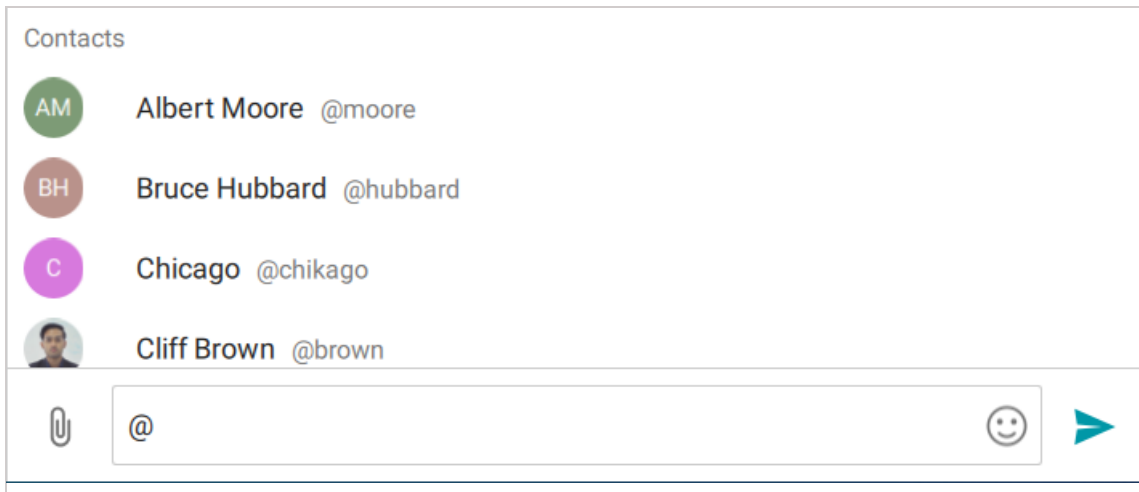 Contacts
AM Albert Moore @moore
BH Bruce Hubbard @hubbard
C Chicago @chikago
Cliff Brown @brown
@